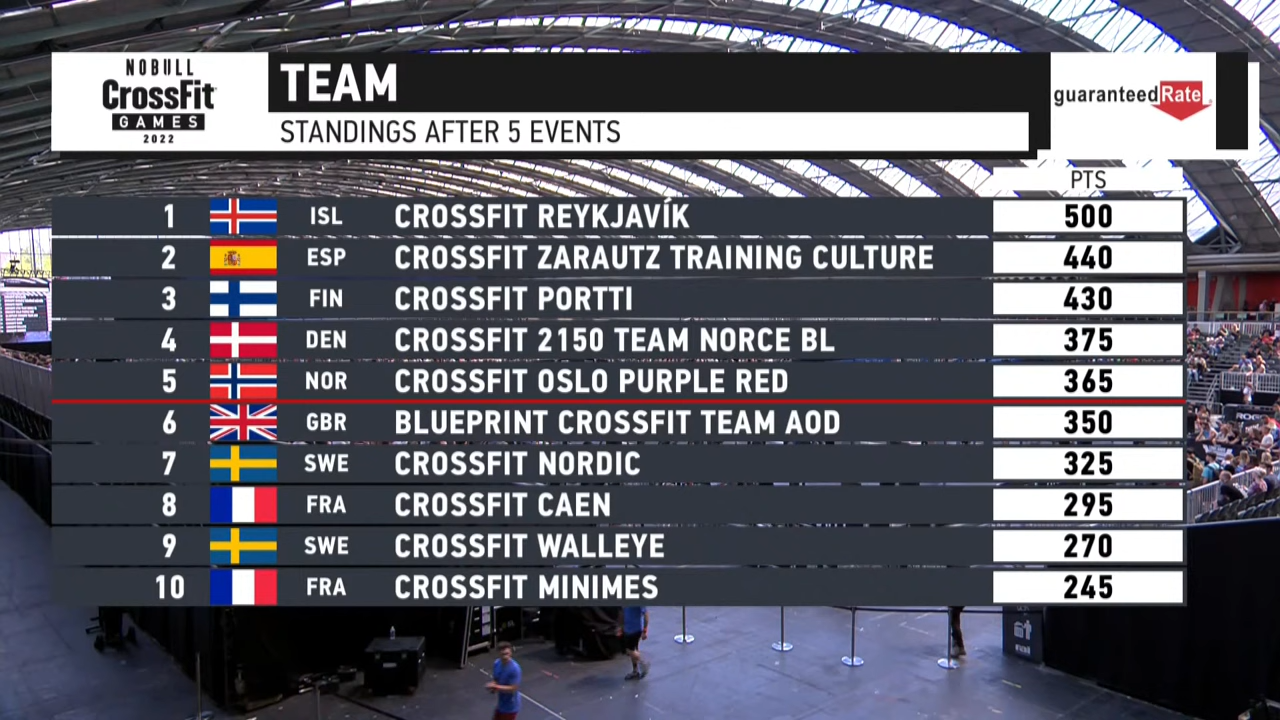 NOBULL
CrossFit
GAMES
2022
TEAM
STANDINGS AFTER 5 EVENTS
guaranteedRate
PTS
1 ISL CROSSFIT REYKJAVÍK 500
2 ESP CROSSFIT ZARAUTZ TRAINING CULTURE 440
3 FIN CROSSFIT PORTTI 430
4 DEN CROSSFIT 2150 TEAM NORCE BL 375
5 NOR CROSSFIT OSLO PURPLE RED 365
6 GBR BLUEPRINT CROSSFIT TEAM AOD 350
7 SWE CROSSFIT NORDIC 325
8 FRA CROSSFIT CAEN 295
9 SWE CROSSFIT WALLEYE 270
10 FRA CROSSFIT MINIMES 245